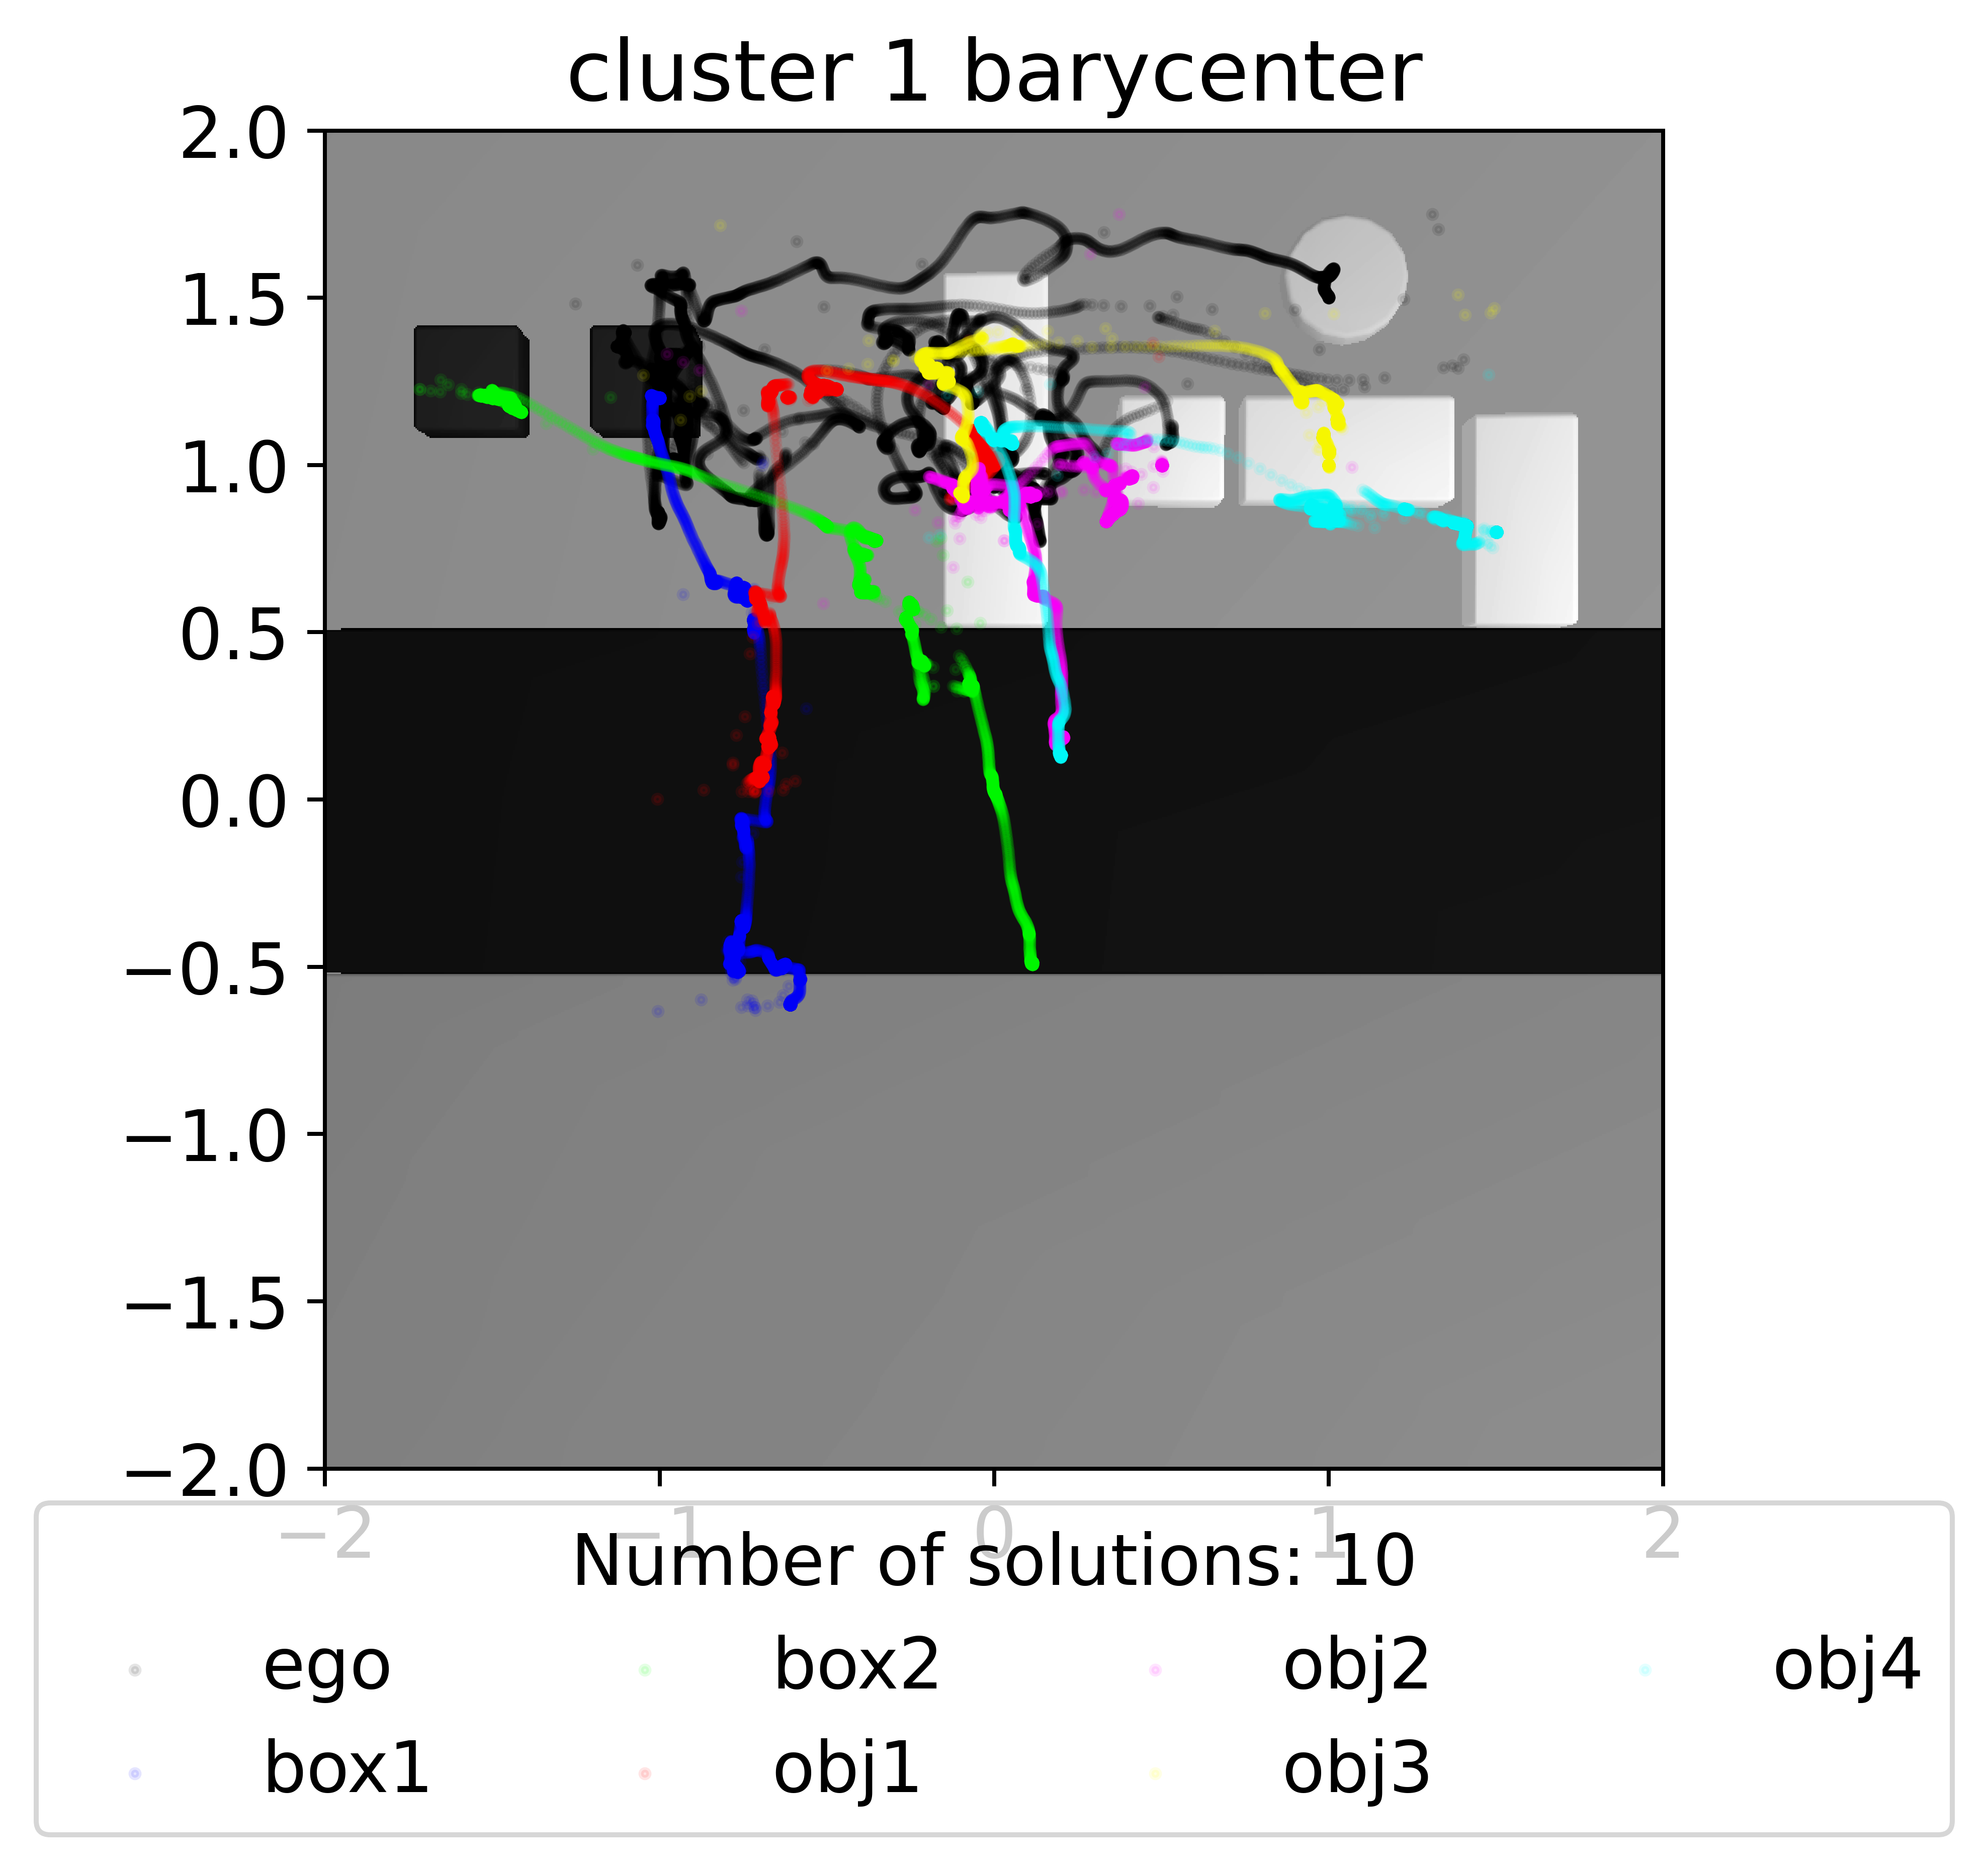 cluster 1 barycenter
2.0
1.5
1.0
0.5
0.0
−0.5
−1.0
−1.5
−2.0
−2 −1 0 1 2
Number of solutions: 10
ego box2 obj2 obj4
box1 obj1 obj3